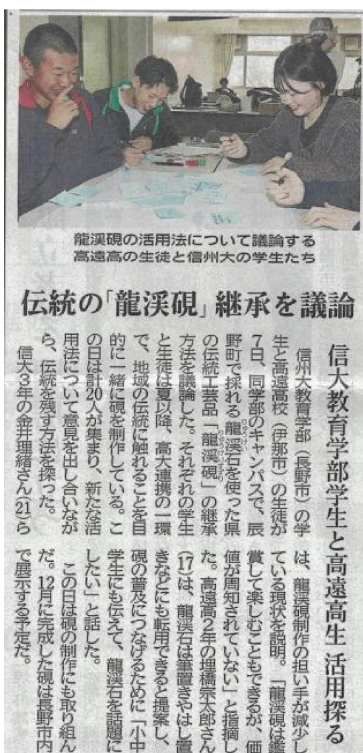 龍渓硯の活用法について議論する
高遠高の生徒と信州大の学生たち
伝統の「龍渓硯」継承を議論
信大教育学部学生と高遠高生 活用探る
信州大教育学部(長野市)の学
生と高遠高校(伊那市)の生徒が
7日、同学部のキャンパスで、辰
野町で採れる龍渓石を使った県
の伝統工芸品「龍渓硯」の継承
方法を議論した。それぞれの学生
と生徒は夏以降、高大連携の一環
で、地域の伝統に触れることを目
的に一緒に硯を制作している。こ
の日は計20人が集まり、新たな活
用法について意見を出し合いなが
ら、伝統を残す方法を探った。
信大3年の金井理緒さん(21)ら
は、龍渓硯制作の担い手が減少し
ている現状を説明。「龍渓硯は鑑
賞して楽しむこともできるが、価
値が周知されていない」と指摘し
た。高遠高2年の埋橋宗太郎さん
(17)は、龍渓石は筆置きやはし置
きなどにも転用できると提案し、
硯の普及につなげるために「小中
学生にも伝えて、龍渓石を話題に
したい」と話した。
この日は硯の制作にも取り組ん
だ。12月に完成した硯は長野市内
で展示する予定だ。